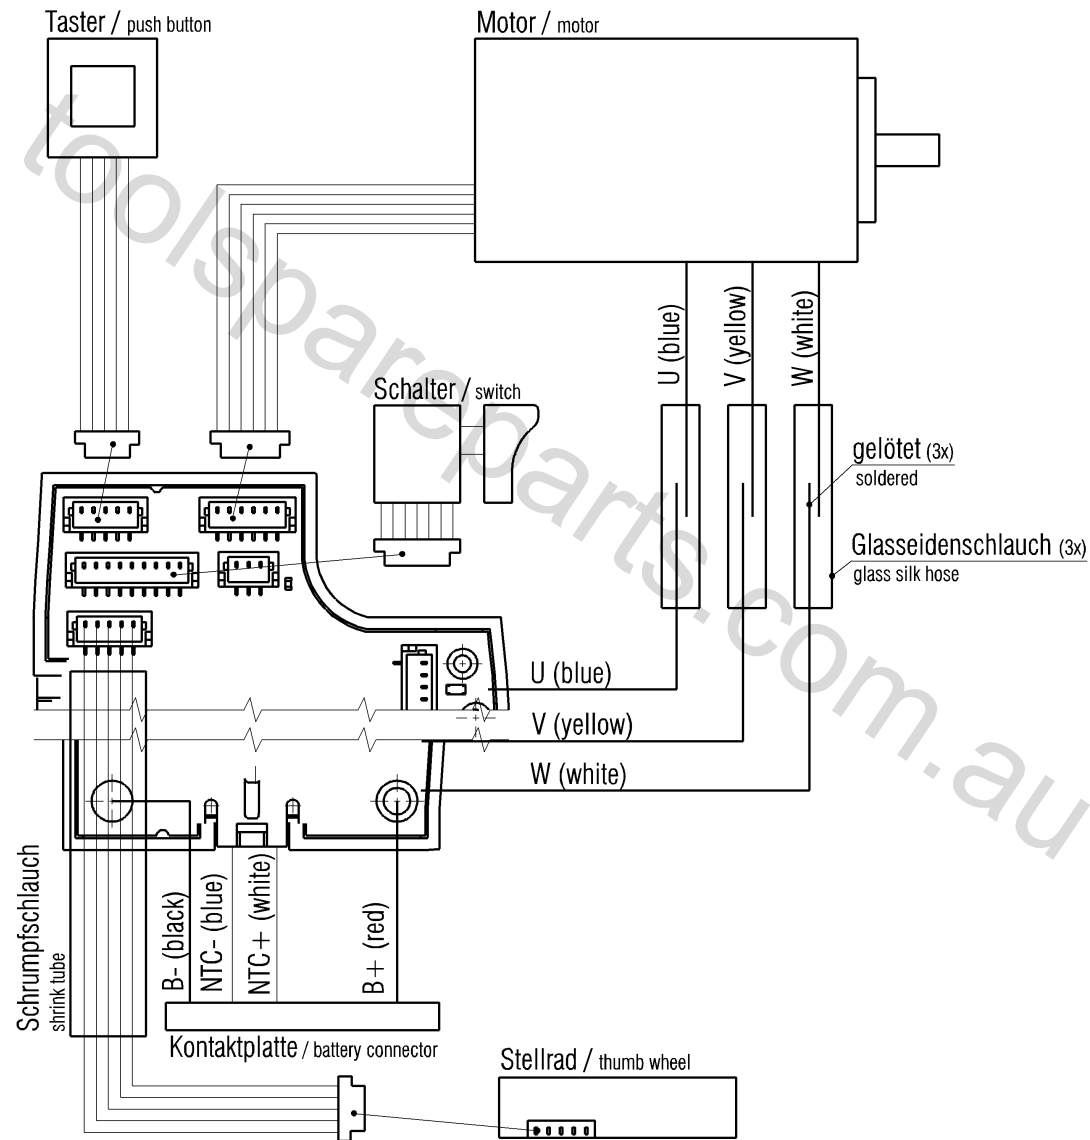 Taster / push button
Motor / motor
U (blue)
V (yellow)
W (white)
Schalter / switch
gelötet (3x)
soldered
Glasseidenschlauch (3x)
glass silk hose
U (blue)
V (yellow)
W (white)
Schrumpfschlauch
shrink tube
B- (black)
NTC- (blue)
NTC+ (white)
B+ (red)
Kontaktplatte / battery connector
Stellrad / thumb wheel
toolspareparts.com.au